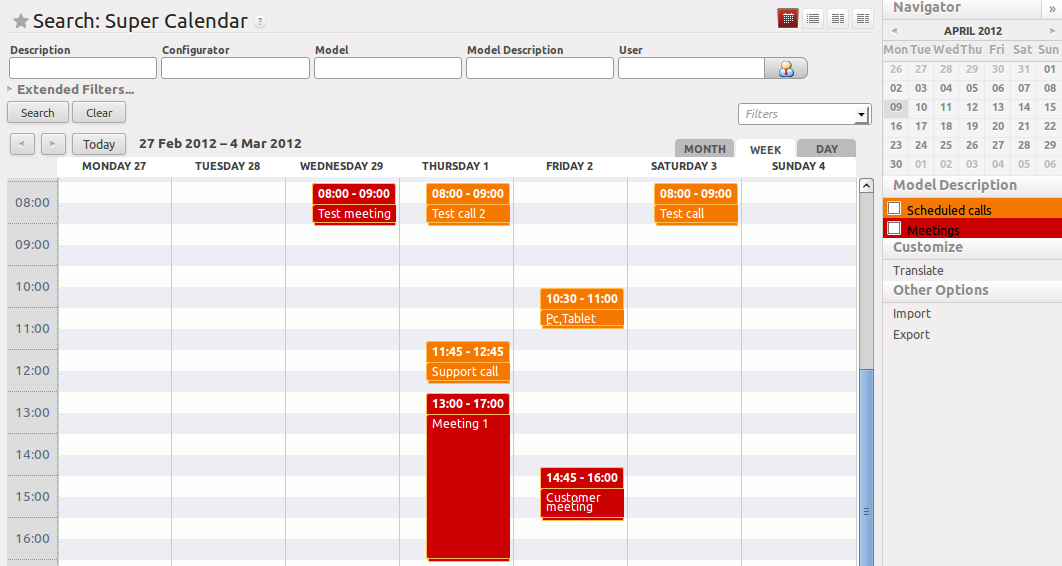 Search: Super Calendar ?
Description Configurator Model Model Description User
Extended Filters...
Search Clear
Filters
< > Today 27 Feb 2012 – 4 Mar 2012
MONTH WEEK DAY
MONDAY 27 TUESDAY 28 WEDNESDAY 29 THURSDAY 1 FRIDAY 2 SATURDAY 3 SUNDAY 4
08:00
08:00 - 09:00
Test meeting
08:00 - 09:00
Test call 2
08:00 - 09:00
Test call
09:00
10:00
10:30 - 11:00
Pc,Tablet
11:00
11:45 - 12:45
Support call
12:00
13:00 - 17:00
Meeting 1
13:00
14:00
14:45 - 16:00
Customer
meeting
15:00
16:00
Navigator »
< APRIL 2012 >
Mon Tue Wed Thu Fri Sat Sun
26 27 28 29 30 31 01
02 03 04 05 06 07 08
09 10 11 12 13 14 15
16 17 18 19 20 21 22
23 24 25 26 27 28 29
30 01 02 03 04 05 06
Model Description
Scheduled calls
Meetings
Customize
Translate
Other Options
Import
Export